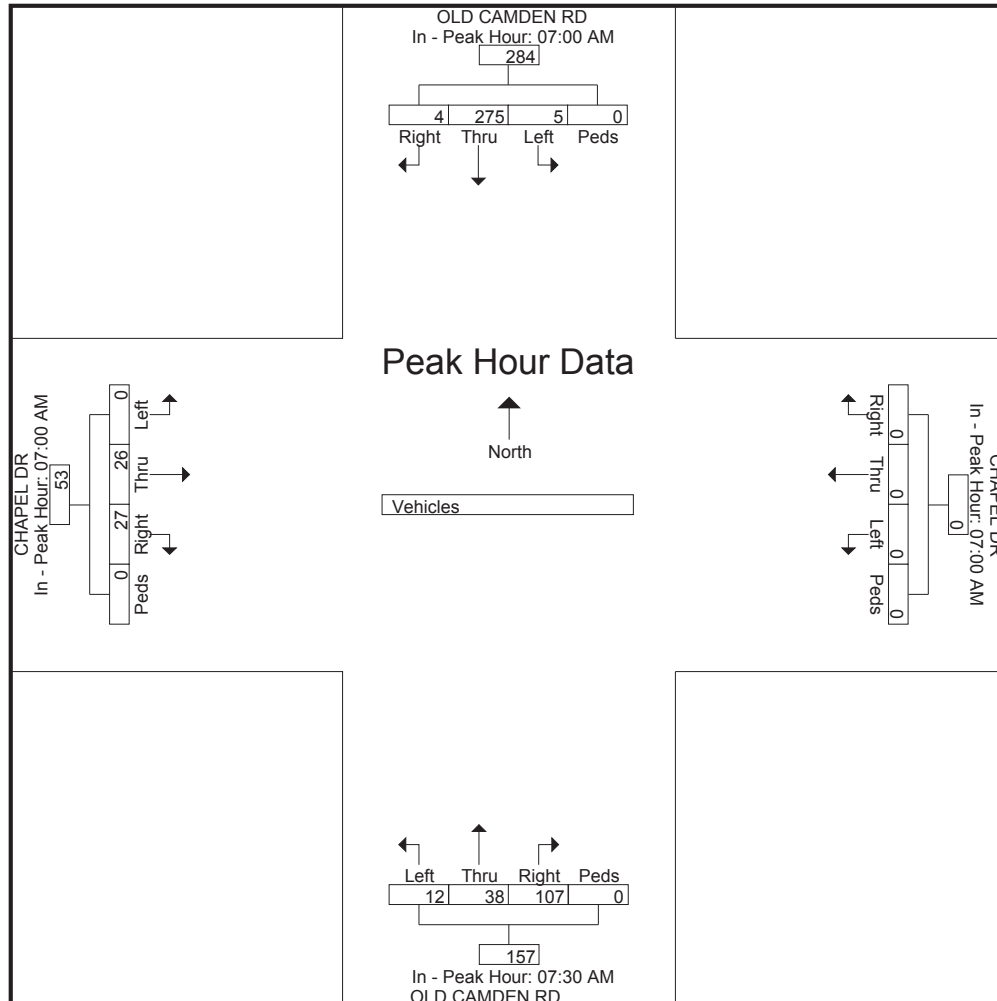 OLD CAMDEN RD
In - Peak Hour: 07:00 AM
284
4 275 5 0
Right Thru Left Peds
Peak Hour Data
North
Vehicles
CHAPEL DR
In - Peak Hour: 07:00 AM
53
0 26 27 0
Left Thru Right Peds
CHAPEL DR
In - Peak Hour: 07:00 AM
0
0 0 0 0
Right Thru Left Peds
Left Thru Right Peds
12 38 107 0
157
In - Peak Hour: 07:30 AM
OLD CAMDEN RD